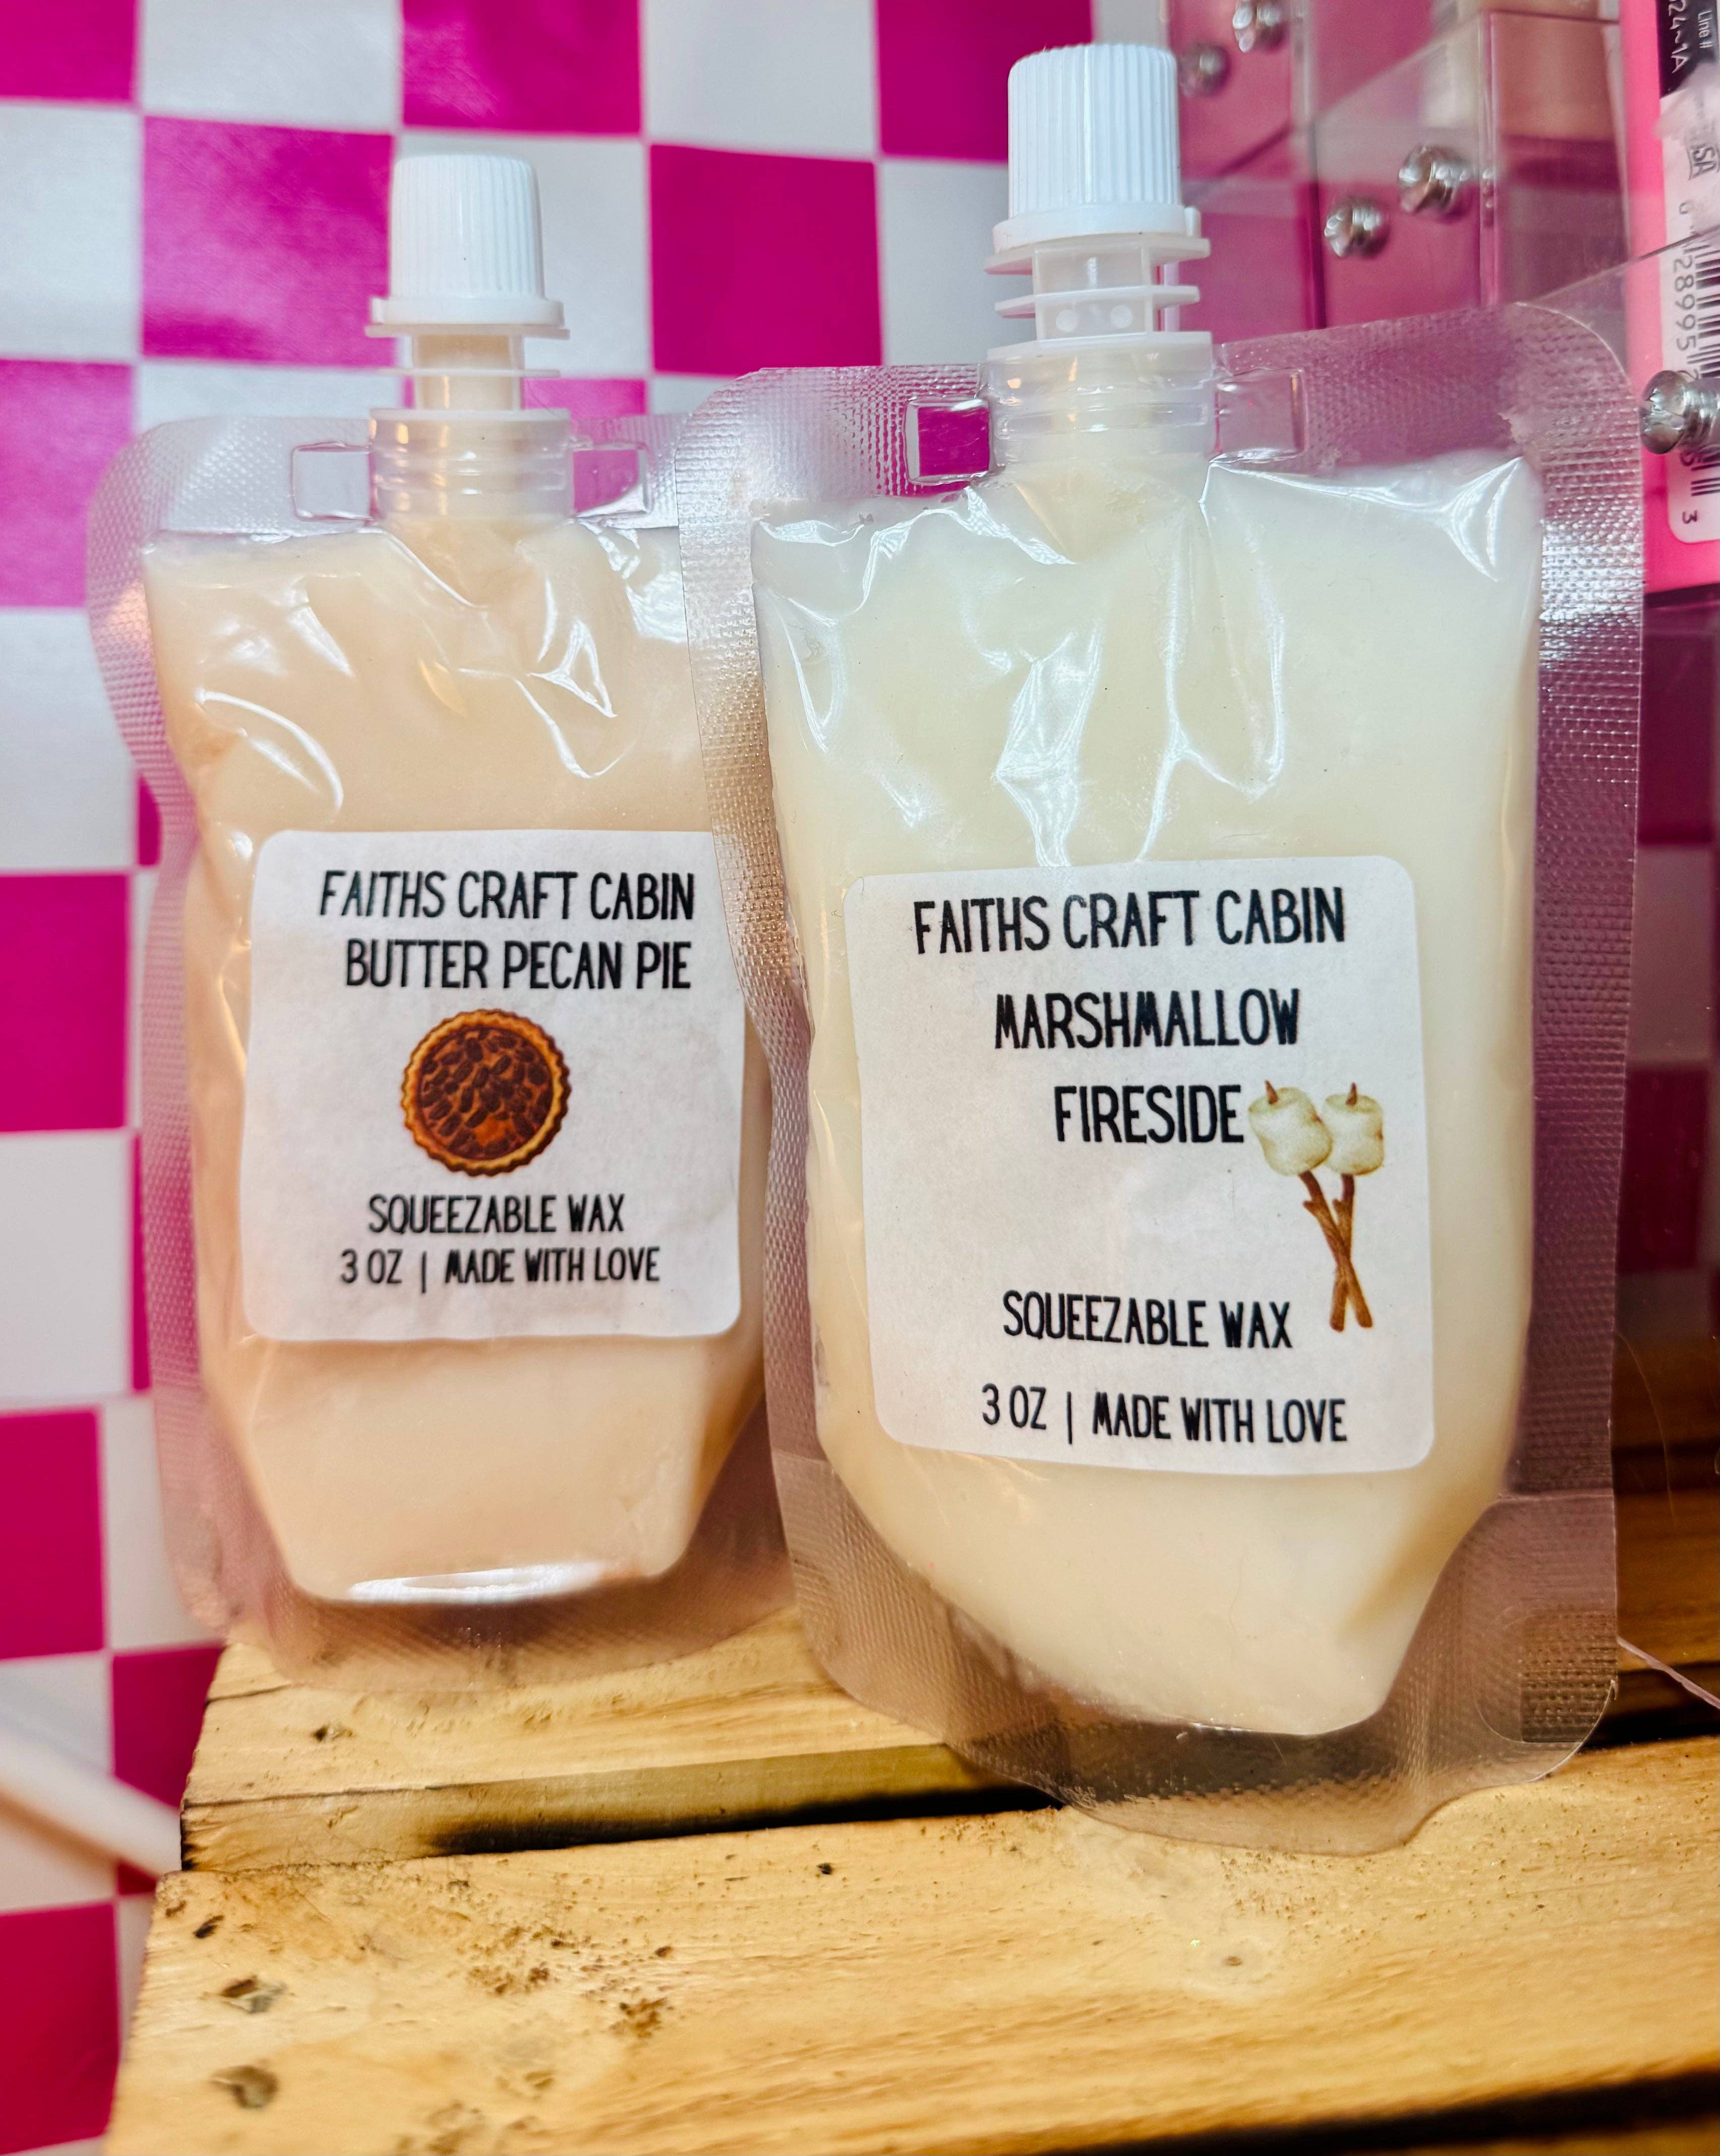 FAITHS CRAFT CABIN
BUTTER PECAN PIE
SQUEEZABLE WAX
3 OZ | MADE WITH LOVE
FAITHS CRAFT CABIN
MARSHMALLOW
FIRESIDE
SQUEEZABLE WAX
3 OZ | MADE WITH LOVE
Line #